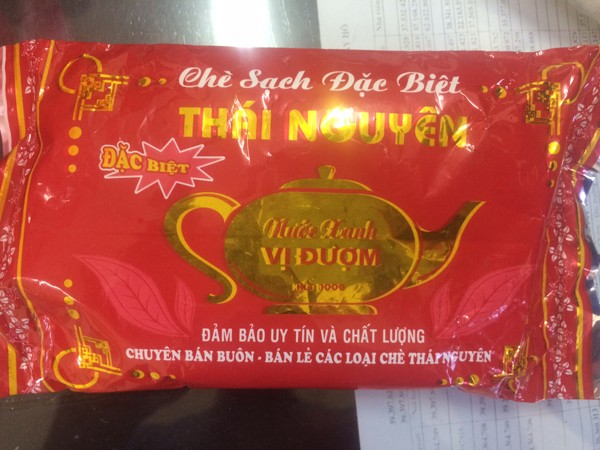 Chè Sạch Đặc Biệt
THÁI NGUYÊN
ĐẶC BIỆT
Nước Xanh
VỊ ĐƯỢM
ĐẢM BẢO UY TÍN VÀ CHẤT LƯỢNG
CHUYÊN BÁN BUÔN - BÁN LẺ CÁC LOẠI CHÈ THÁI NGUYÊN